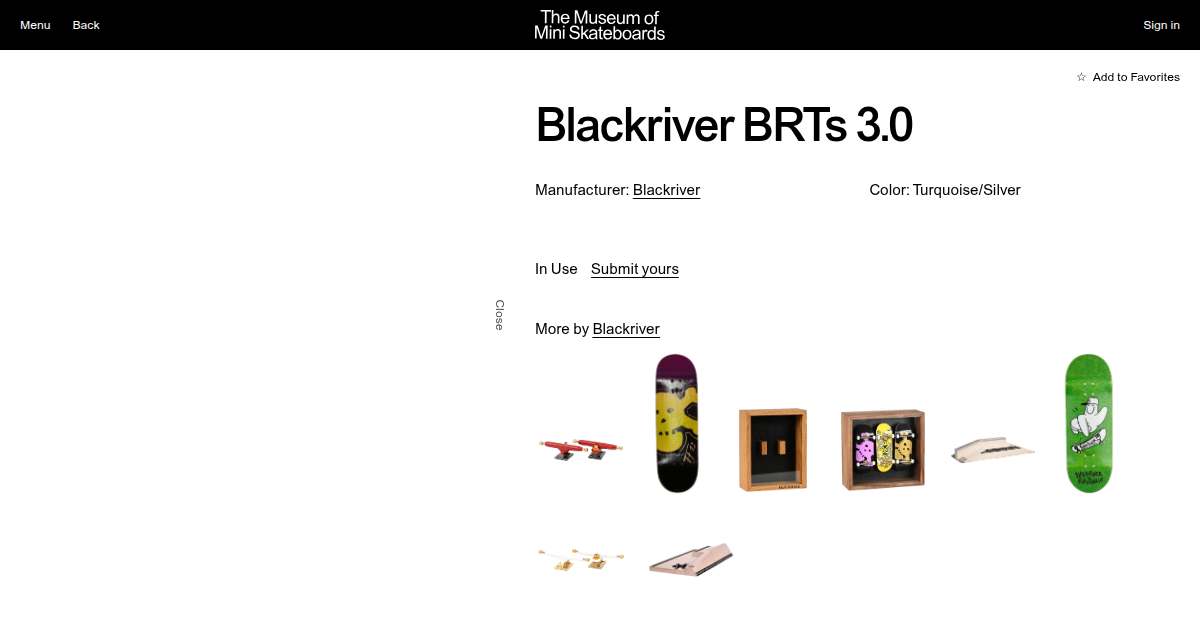 Menu
Back
The Museum of
Mini Skateboards
Sign in
☆ Add to Favorites
Blackriver BRTs 3.0
Manufacturer: Blackriver
Color: Turquoise/Silver
In Use
Submit yours
Close
More by Blackriver